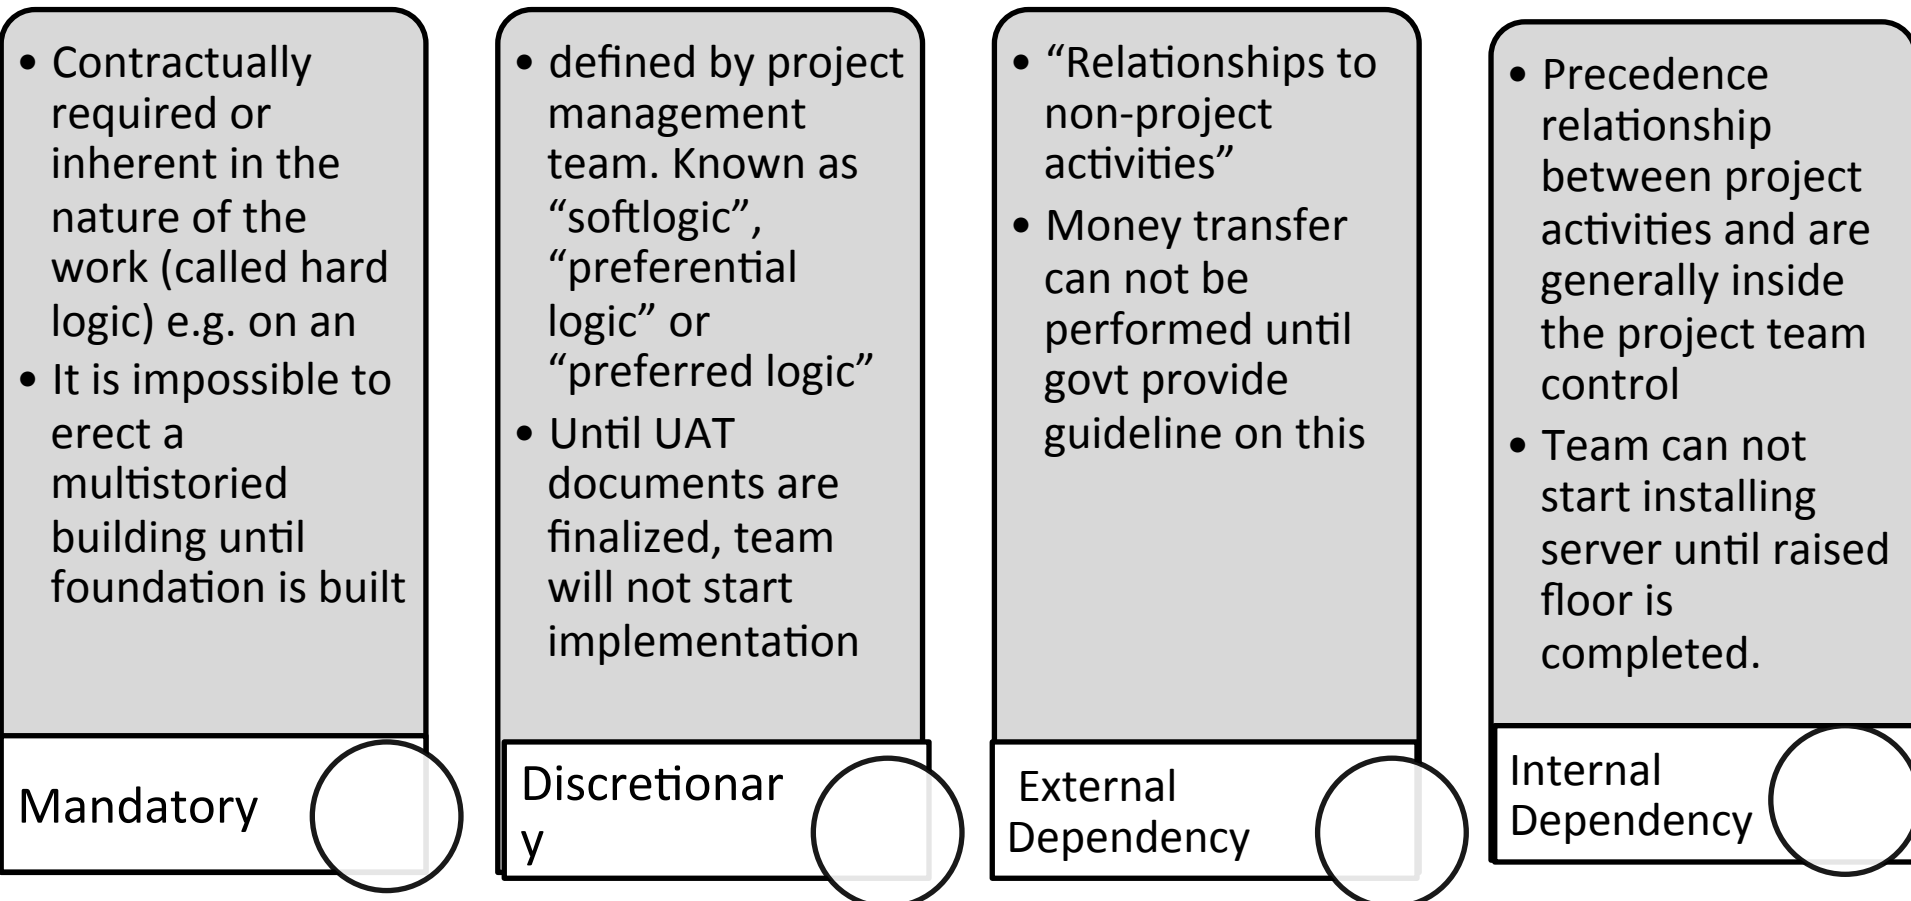 • Contractually
required or
inherent in the
nature of the
work (called hard
logic) e.g. on an
• It is impossible to
erect a
multistoried
building until
foundation is built
Mandatory
• defined by project
management
team. Known as
“softlogic”,
“preferential
logic” or
“preferred logic”
• Until UAT
documents are
finalized, team
will not start
implementation
Discretionar
y
• “Relationships to
non-project
activities”
• Money transfer
can not be
performed until
govt provide
guideline on this
External
Dependency
• Precedence
relationship
between project
activities and are
generally inside
the project team
control
• Team can not
start installing
server until raised
floor is
completed.
Internal
Dependency